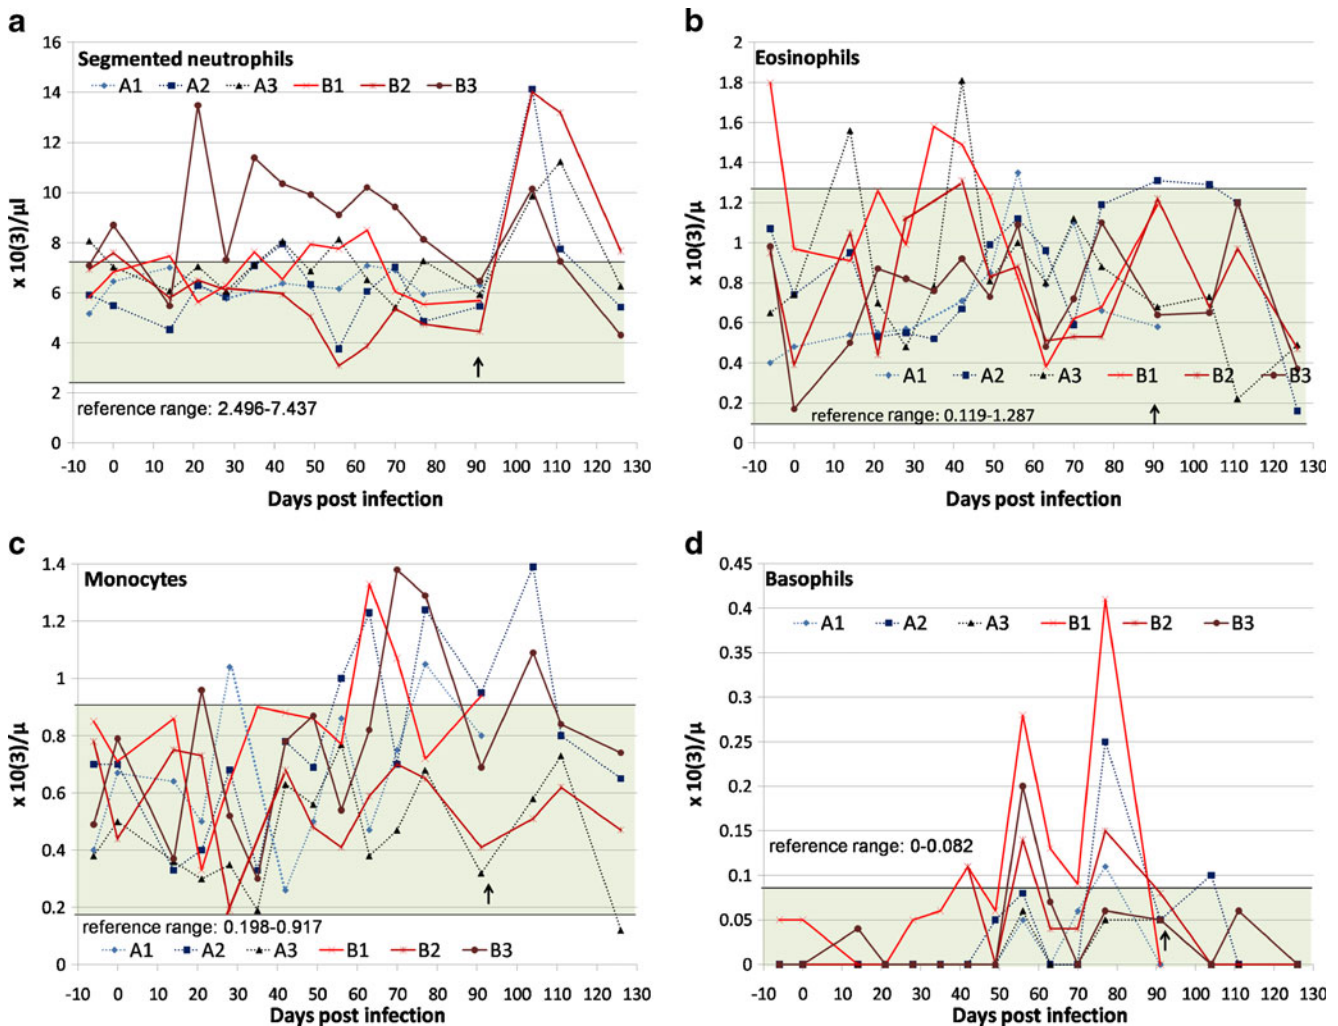 a
Segmented neutrophils
A1 A2 A3 B1 B2 B3
x 10(3)/µl
16
14
12
10
8
6
4
2
0
reference range: 2.496-7.437
-10 0 10 20 30 40 50 60 70 80 90 100 110 120 130
Days post infection
b
Eosinophils
x 10(3)/µ
2
1.8
1.6
1.4
1.2
1
0.8
0.6
0.4
0.2
0
A1 A2 A3 B1 B2 B3
reference range: 0.119-1.287
-10 0 10 20 30 40 50 60 70 80 90 100 110 120 130
Days post infection
c
Monocytes
x 10(3)/µ
1.4
1.2
1
0.8
0.6
0.4
0.2
0
reference range: 0.198-0.917
A1 A2 A3 B1 B2 B3
-10 0 10 20 30 40 50 60 70 80 90 100 110 120 130
Days post infection
d
Basophils
A1 A2 A3 B1 B2 B3
x 10(3)/µ
0.45
0.4
0.35
0.3
0.25
0.2
0.15
0.1
0.05
0
reference range: 0-0.082
-10 0 10 20 30 40 50 60 70 80 90 100 110 120 130
Days post infection